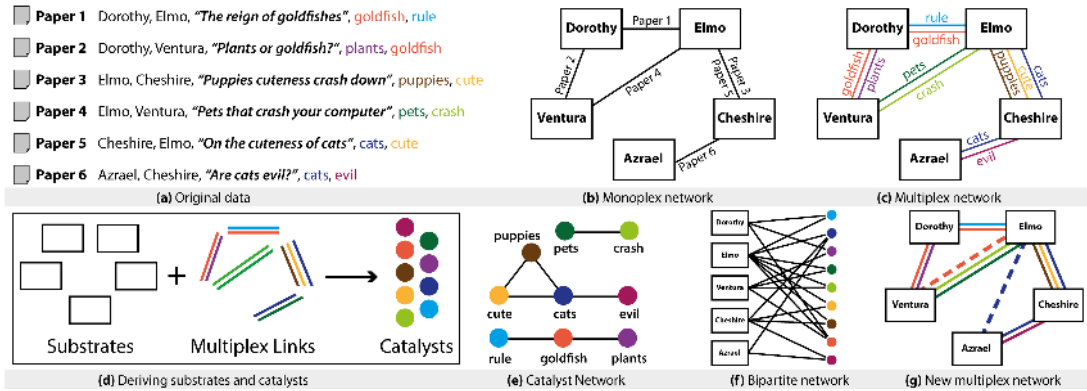 Paper 1 Dorothy, Elmo, "The reign of goldfishes", goldfish, rule
Paper 2 Dorothy, Ventura, "Plants or goldfish?", plants, goldfish
Paper 3 Elmo, Cheshire, "Puppies cuteness crash down", puppies, cute
Paper 4 Elmo, Ventura, "Pets that crash your computer", pets, crash
Paper 5 Cheshire, Elmo, "On the cuteness of cats", cats, cute
Paper 6 Azrael, Cheshire, "Are cats evil?", cats, evil
(a) Original data
Dorothy
Paper 1
Elmo
Paper 2
Paper 4
Paper 3
Paper 5
Ventura
Cheshire
Azrael
Paper 6
(b) Monoplex network
Dorothy
rule
goldfish
Elmo
goldfish
plants
pets
crash
puppies
cute
cats
Ventura
Cheshire
cats
Azrael
evil
(c) Multiplex network
+
Substrates
Multiplex Links
Catalysts
(d) Deriving substrates and catalysts
puppies
pets
crash
cute
cats
evil
rule
goldfish
plants
(e) Catalyst Network
Dorothy
Elmo
Ventura
Cheshire
Azrael
(f) Bipartite network
Dorothy
Elmo
Ventura
Cheshire
Azrael
(g) New multiplex network